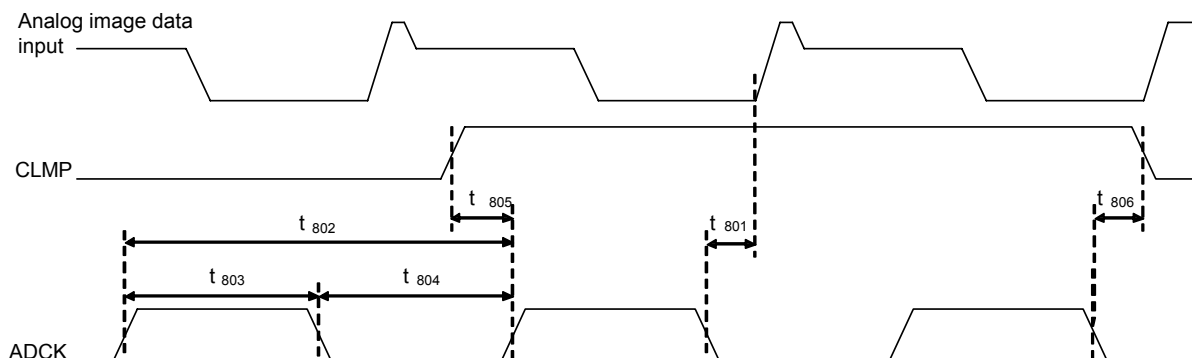 Analog image data
input
CLMP
t 805
t 806
t 802
t 801
t 803
t 804
ADCK